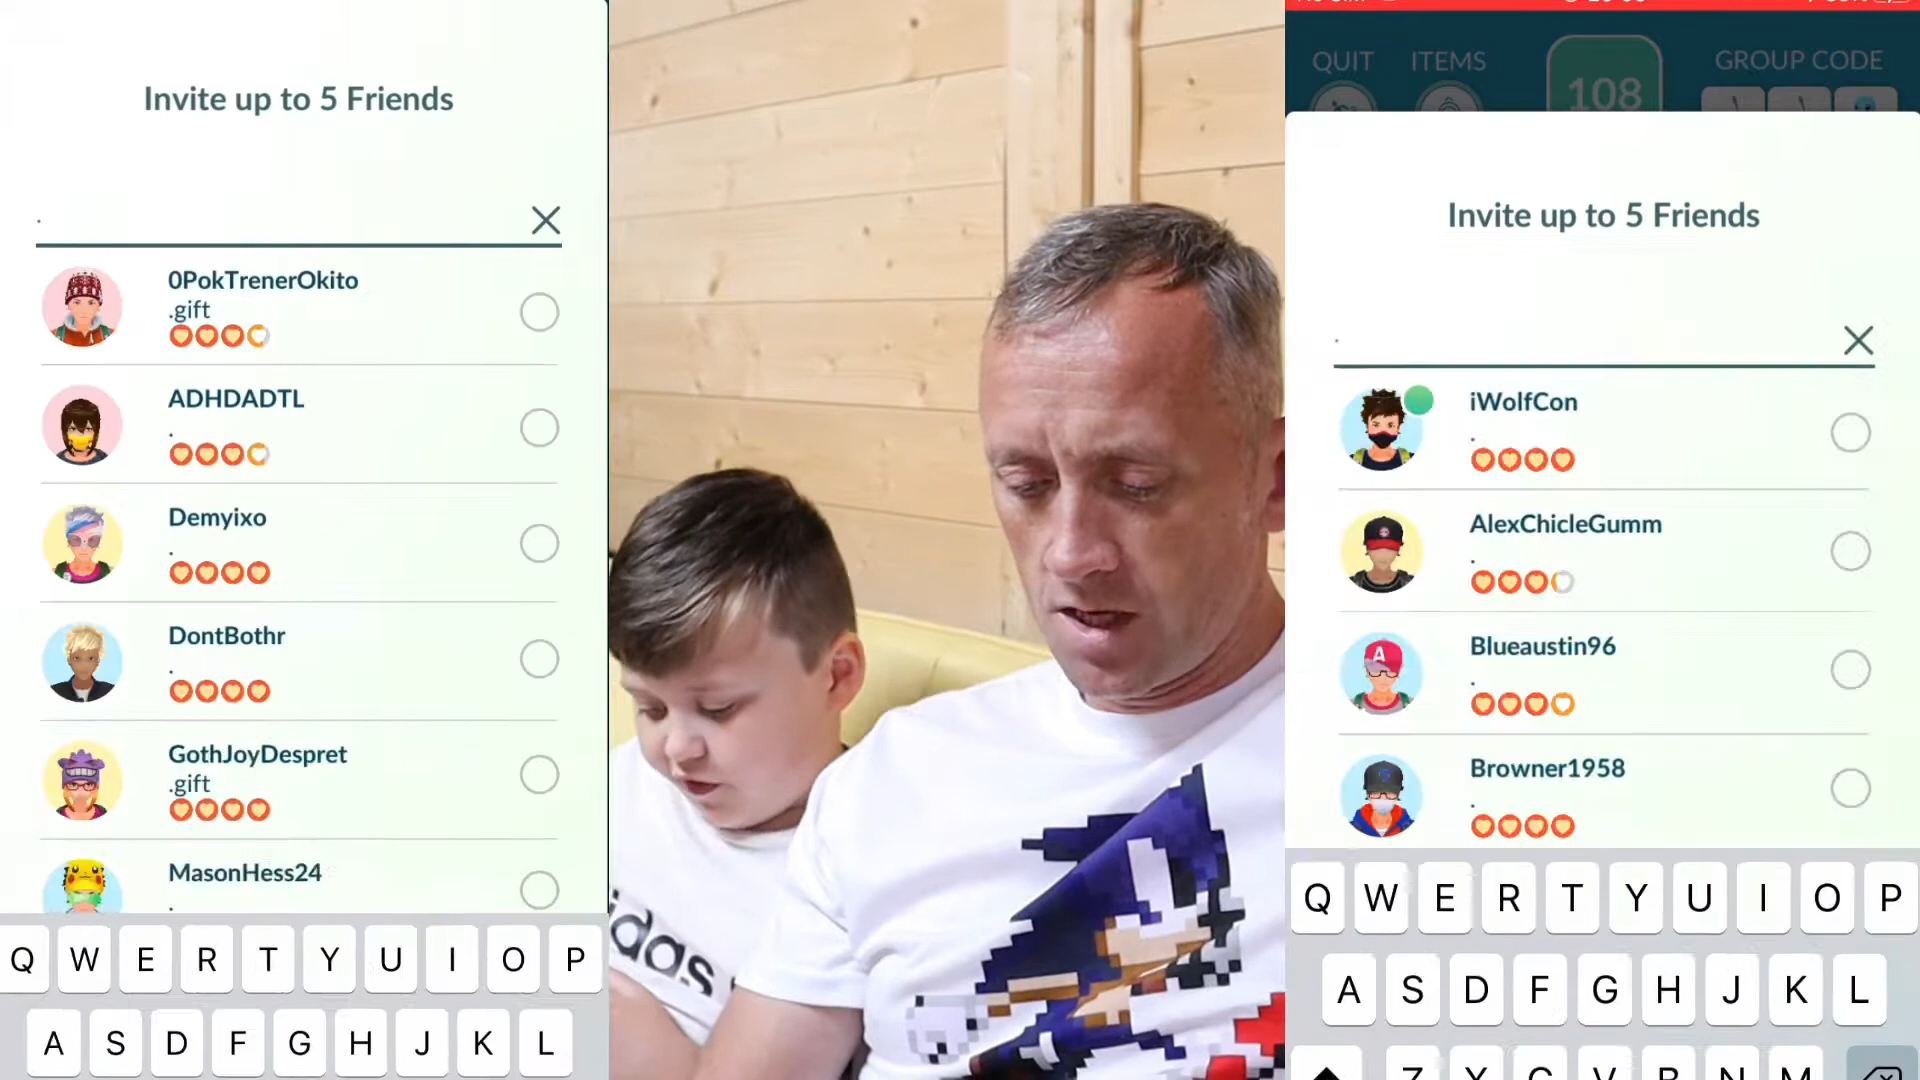 Invite up to 5 Friends
.
0PokTrenerOkito
.gift
ADHDADTL
.
Demyixo
.
DontBothr
.
GothJoyDespret
.gift
MasonHess24
.
Q W E R T Y U I O P
A S D F G H J K L
idas
QUIT ITEMS 108 GROUP CODE
Invite up to 5 Friends
.
iWolfCon
.
AlexChicleGumm
.
A
Blueaustin96
.
Browner1958
.
Q W E R T Y U I O P
A S D F G H J K L
Z X C V B N M